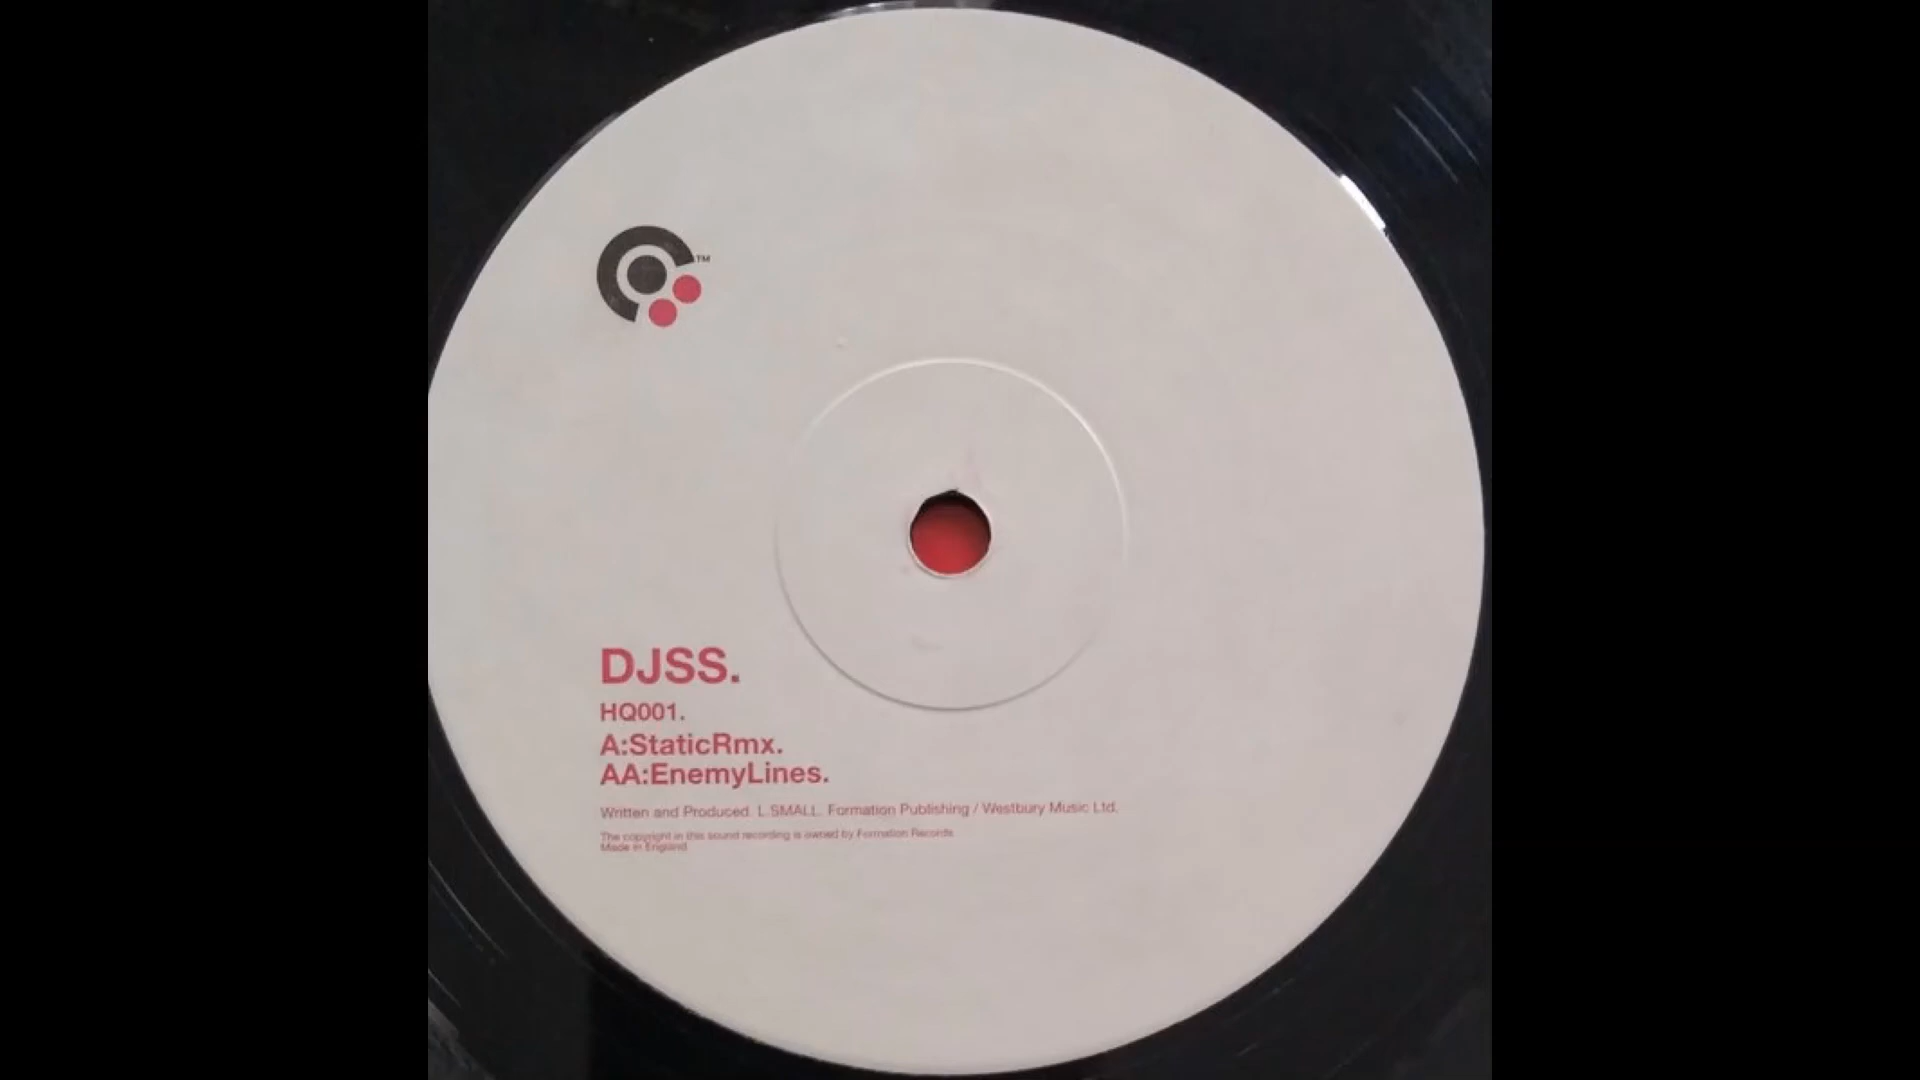 TM
DJSS.
HQ001.
A:StaticRmx.
AA:EnemyLines.
Written and Produced. L.SMALL. Formation Publishing / Westbury Music Ltd.
The copyright in this sound recording is owned by Formation Records
Made in England